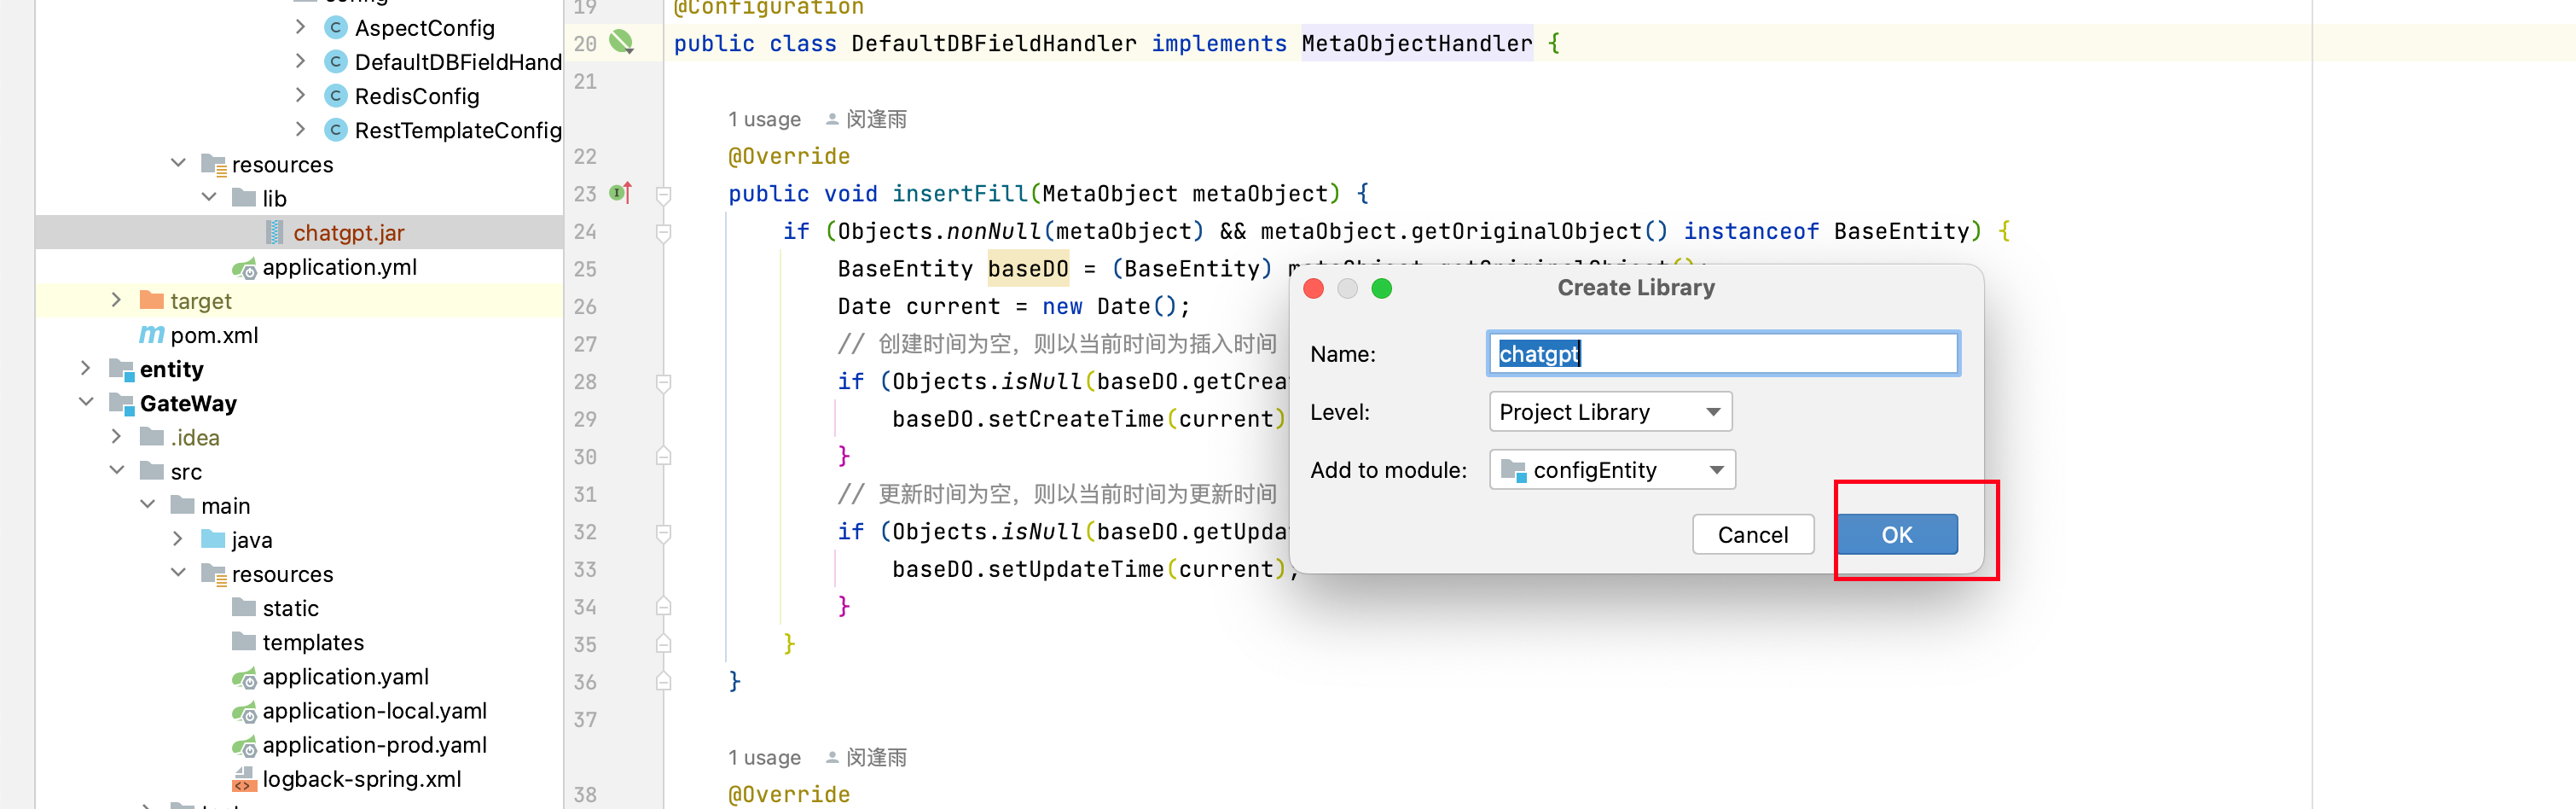 config
AspectConfig
DefaultDBFieldHand
RedisConfig
RestTemplateConfig
resources
lib
chatgpt.jar
application.yml
target
pom.xml
entity
GateWay
.idea
src
main
java
resources
static
templates
application.yaml
application-local.yaml
application-prod.yaml
logback-spring.xml
19 @Configuration
20 public class DefaultDBFieldHandler implements MetaObjectHandler {
21
1 usage 闵逢雨
22 @Override
23 public void insertFill(MetaObject metaObject) {
24 if (Objects.nonNull(metaObject) && metaObject.getOriginalObject() instanceof BaseEntity) {
25 BaseEntity baseDO = (BaseEntity) metaObject.getOriginalObject();
26 Date current = new Date();
27 // 创建时间为空，则以当前时间为插入时间
28 if (Objects.isNull(baseDO.getCrea
29 baseDO.setCreateTime(current)
30 }
31 // 更新时间为空，则以当前时间为更新时间
32 if (Objects.isNull(baseDO.getUpda
33 baseDO.setUpdateTime(current);
34 }
35 }
36 }
37
1 usage 闵逢雨
38 @Override
Create Library
Name: chatgpt
Level: Project Library
Add to module: configEntity
Cancel OK